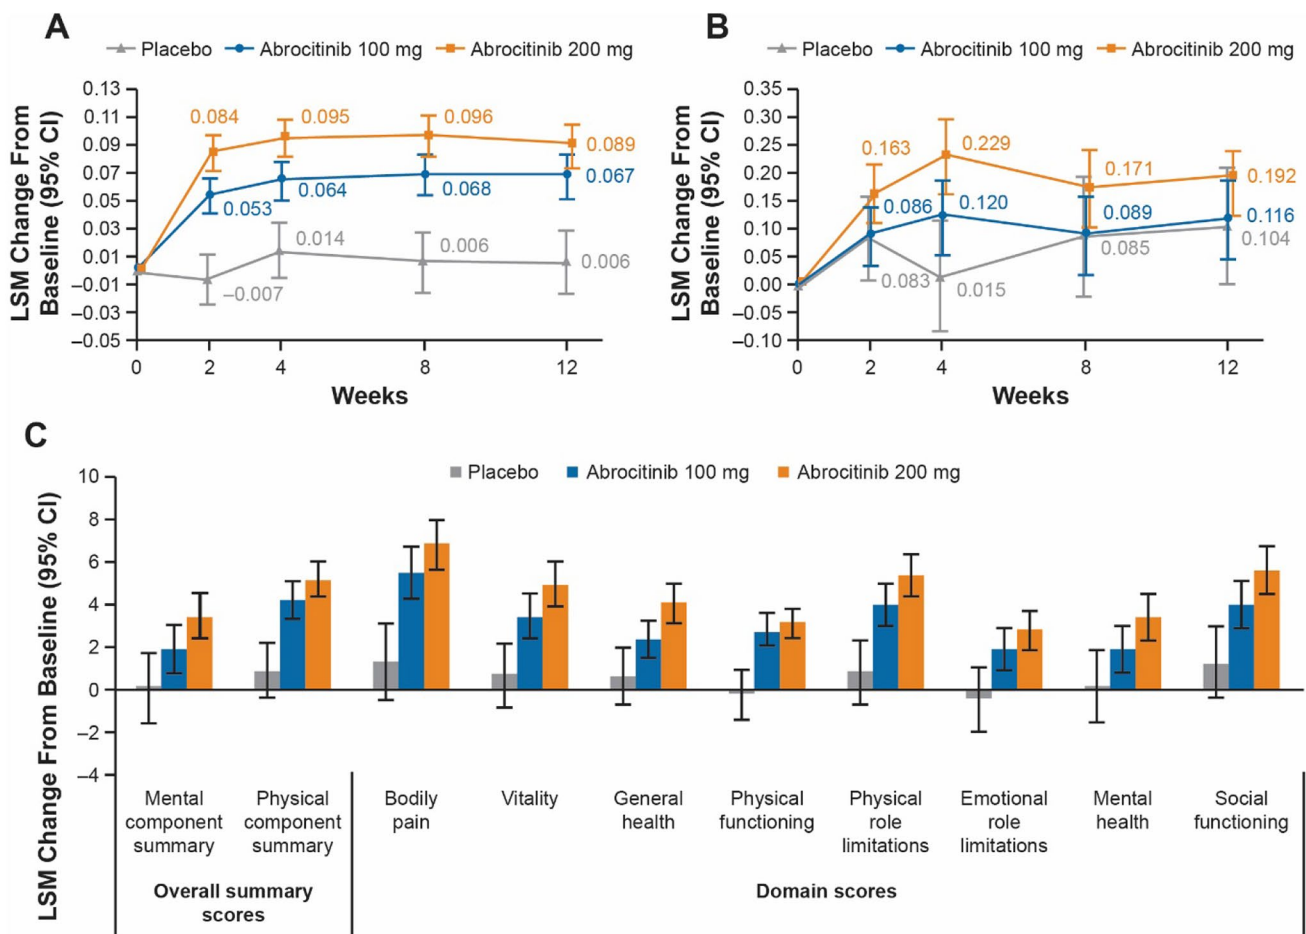 A
Placebo Abrocitinib 100 mg Abrocitinib 200 mg
LSM Change From
Baseline (95% CI)
0.13
0.11
0.09
0.07
0.05
0.03
0.01
–0.01
–0.03
–0.05
0.084
0.095
0.096
0.089
0.053
0.064
0.068
0.067
–0.007
0.014
0.006
0.006
0 2 4 8 12
Weeks
B
Placebo Abrocitinib 100 mg Abrocitinib 200 mg
LSM Change From
Baseline (95% CI)
0.35
0.30
0.25
0.20
0.15
0.10
0.05
0.00
–0.05
–0.10
0.163
0.229
0.171
0.192
0.086
0.120
0.089
0.116
0.083
0.015
0.085
0.104
0 2 4 8 12
Weeks
C
Placebo Abrocitinib 100 mg Abrocitinib 200 mg
LSM Change From Baseline (95% CI)
10
8
6
4
2
0
–2
–4
Mental
component
summary
Physical
component
summary
Bodily
pain
Vitality
General
health
Physical
functioning
Physical
role
limitations
Emotional
role
limitations
Mental
health
Social
functioning
Overall summary
scores
Domain scores